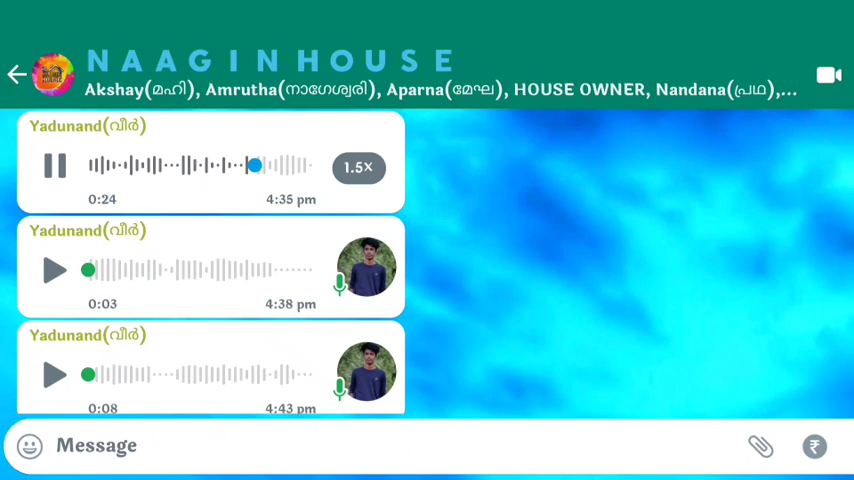 NAAGINHOUSE
Akshay(മഹി), Amrutha(നാഗേശ്വരി), Aparna(മേഘ), HOUSE OWNER, Nandana(പ്രഥ),...
Yadunand(വീർ)
1.5×
0:24 4:35 pm
Yadunand(വീർ)
0:03 4:38 pm
Yadunand(വീർ)
0:08 4:43 pm
Message
₹